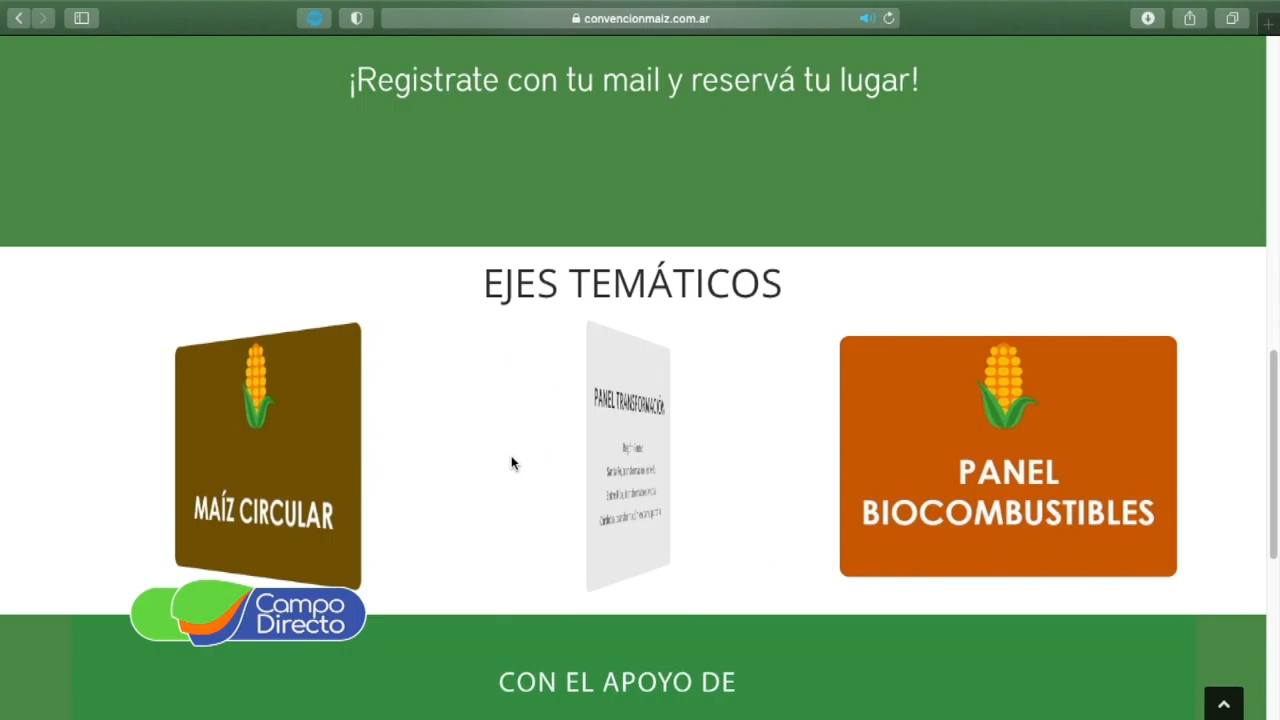 convencionmaiz.com.ar
¡Registrate con tu mail y reservá tu lugar!
EJES TEMÁTICOS
MAÍZ CIRCULAR
PANEL TRANSFORMACIÓN
PANEL
BIOCOMBUSTIBLES
Campo
Directo
CON EL APOYO DE